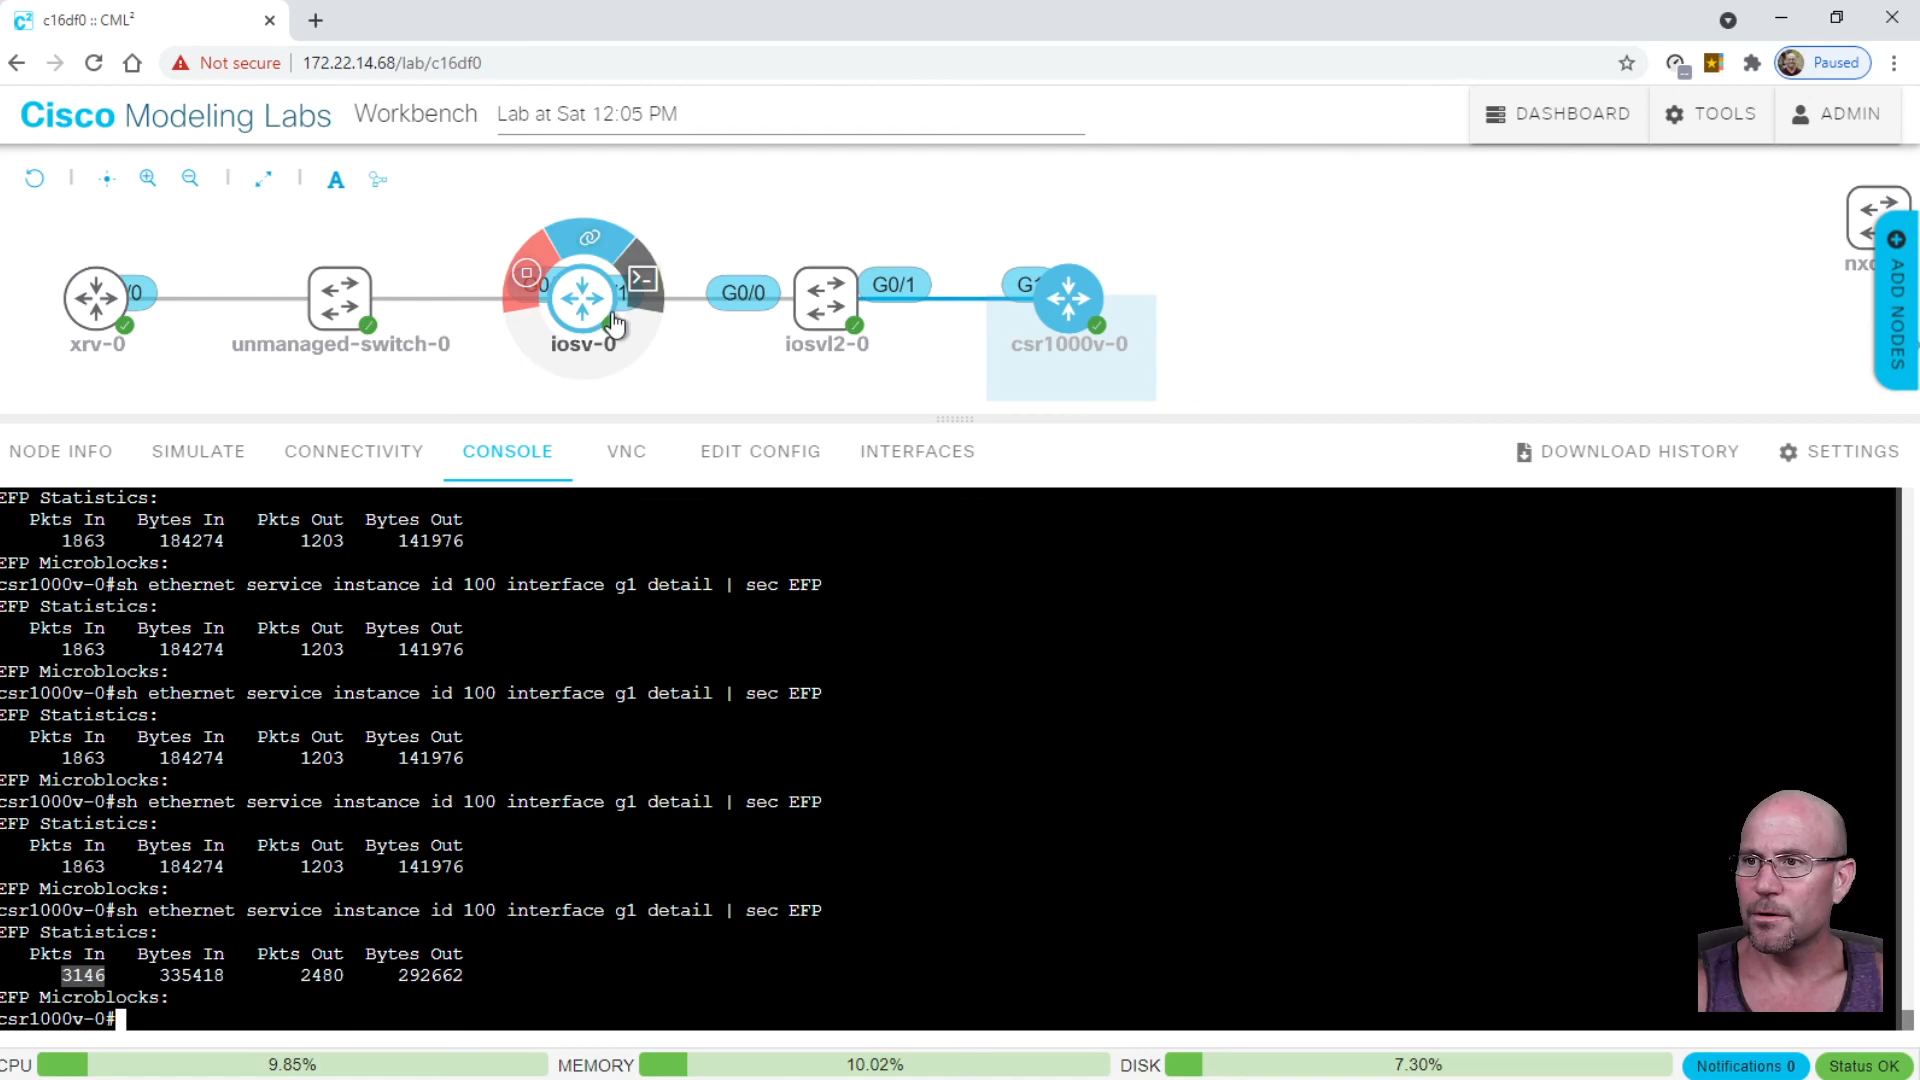 c16df0 :: CML²
Not secure
172.22.14.68/lab/c16df0
Paused
Cisco Modeling Labs
Workbench
Lab at Sat 12:05 PM
DASHBOARD
TOOLS
ADMIN
A
/0
G0
/1
G0/0
G0/1
G1
xrv-0
unmanaged-switch-0
iosv-0
iosvl2-0
csr1000v-0
ADD NODES
NODE INFO
SIMULATE
CONNECTIVITY
CONSOLE
VNC
EDIT CONFIG
INTERFACES
DOWNLOAD HISTORY
SETTINGS
EFP Statistics:
Pkts In Bytes In Pkts Out Bytes Out
1863 184274 1203 141976
EFP Microblocks:
csr1000v-0#sh ethernet service instance id 100 interface g1 detail | sec EFP
EFP Statistics:
Pkts In Bytes In Pkts Out Bytes Out
1863 184274 1203 141976
EFP Microblocks:
csr1000v-0#sh ethernet service instance id 100 interface g1 detail | sec EFP
EFP Statistics:
Pkts In Bytes In Pkts Out Bytes Out
1863 184274 1203 141976
EFP Microblocks:
csr1000v-0#sh ethernet service instance id 100 interface g1 detail | sec EFP
EFP Statistics:
Pkts In Bytes In Pkts Out Bytes Out
1863 184274 1203 141976
EFP Microblocks:
csr1000v-0#sh ethernet service instance id 100 interface g1 detail | sec EFP
EFP Statistics:
Pkts In Bytes In Pkts Out Bytes Out
3146 335418 2480 292662
EFP Microblocks:
csr1000v-0#
CPU
9.85%
MEMORY
10.02%
DISK
7.30%
Notifications 0
Status OK